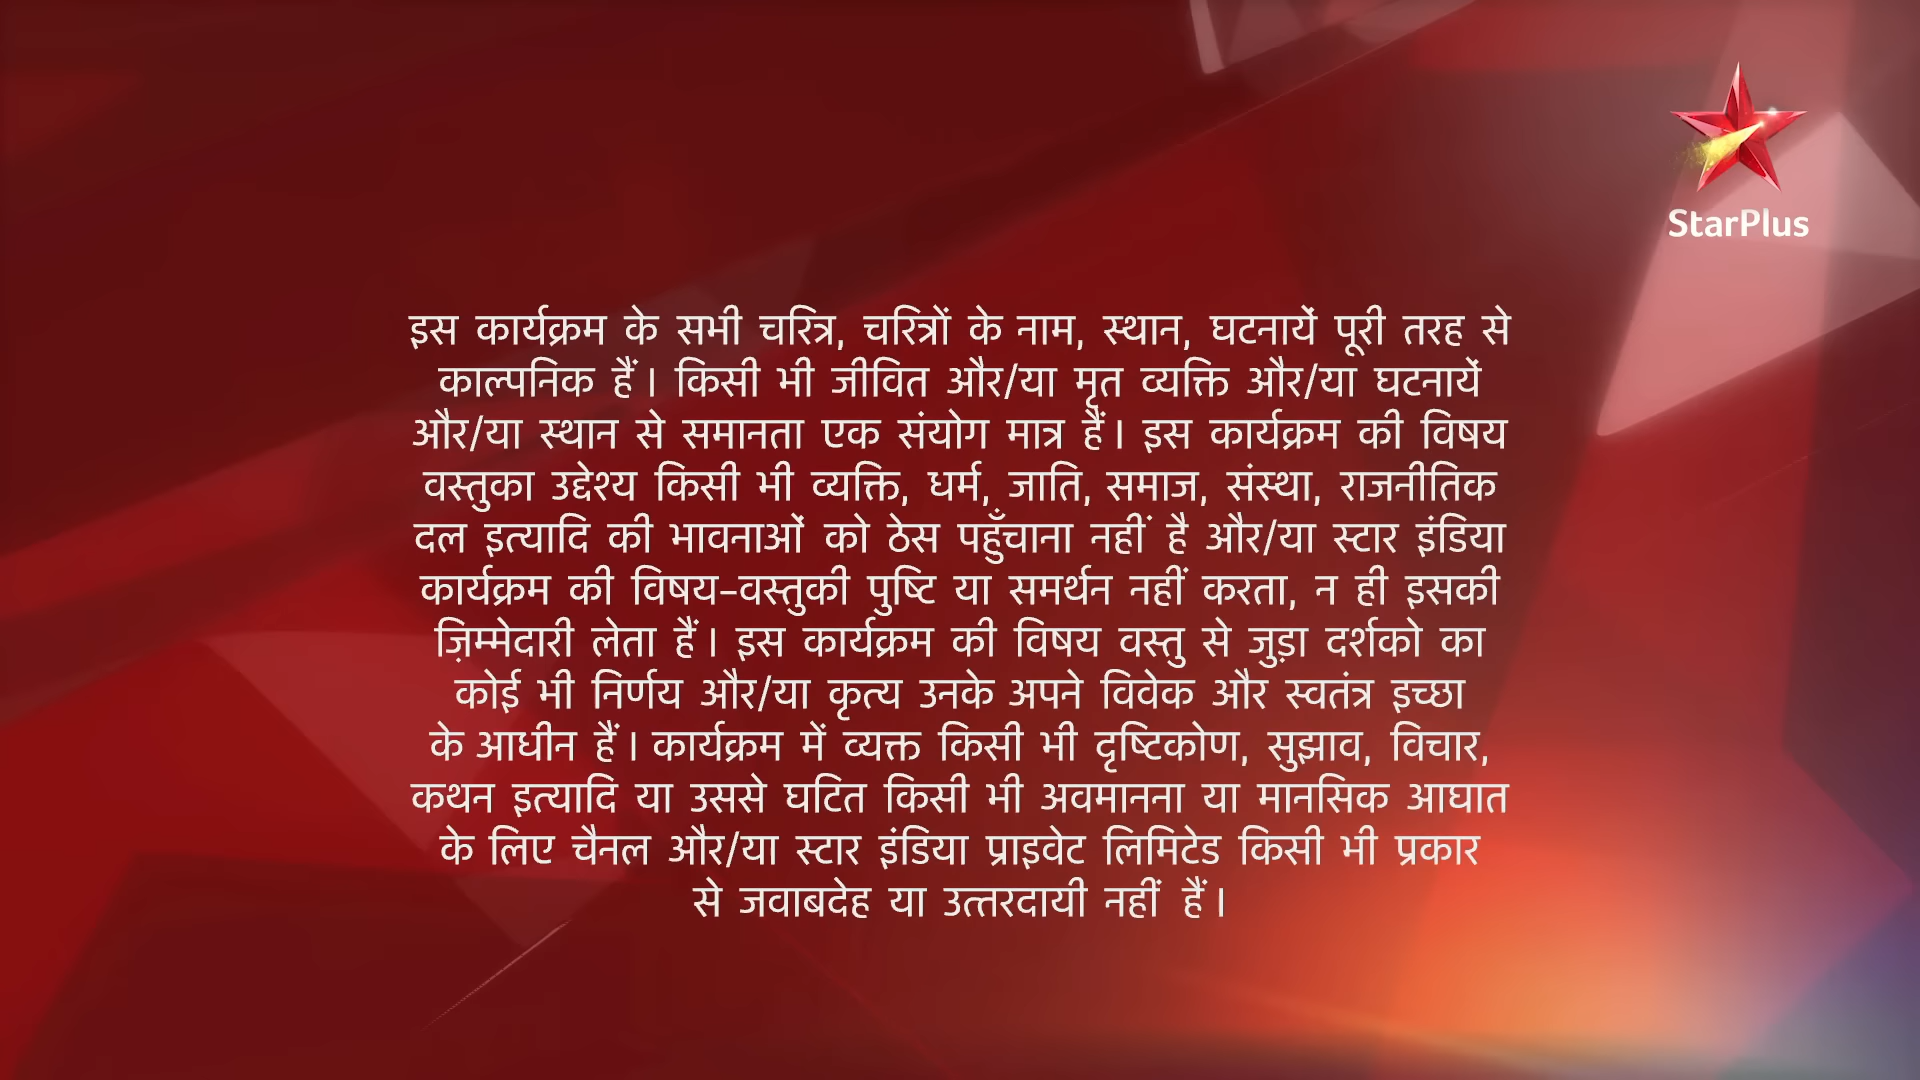 StarPlus
इस कार्यक्रम के सभी चरित्र, चरित्रों के नाम, स्थान, घटनायें पूरी तरह से
काल्पनिक हैं। किसी भी जीवित और/या मृत व्यक्ति और/या घटनायें
और/या स्थान से समानता एक संयोग मात्र हैं। इस कार्यक्रम की विषय
वस्तुका उद्देश्य किसी भी व्यक्ति, धर्म, जाति, समाज, संस्था, राजनीतिक
दल इत्यादि की भावनाओं को ठेस पहुँचाना नहीं है और/या स्टार इंडिया
कार्यक्रम की विषय-वस्तुकी पुष्टि या समर्थन नहीं करता, न ही इसकी
ज़िम्मेदारी लेता हैं। इस कार्यक्रम की विषय वस्तु से जुड़ा दर्शको का
कोई भी निर्णय और/या कृत्य उनके अपने विवेक और स्वतंत्र इच्छा
के आधीन हैं। कार्यक्रम में व्यक्त किसी भी दृष्टिकोण, सुझाव, विचार,
कथन इत्यादि या उससे घटित किसी भी अवमानना या मानसिक आघात
के लिए चैनल और/या स्टार इंडिया प्राइवेट लिमिटेड किसी भी प्रकार
से जवाबदेह या उत्तरदायी नहीं हैं।